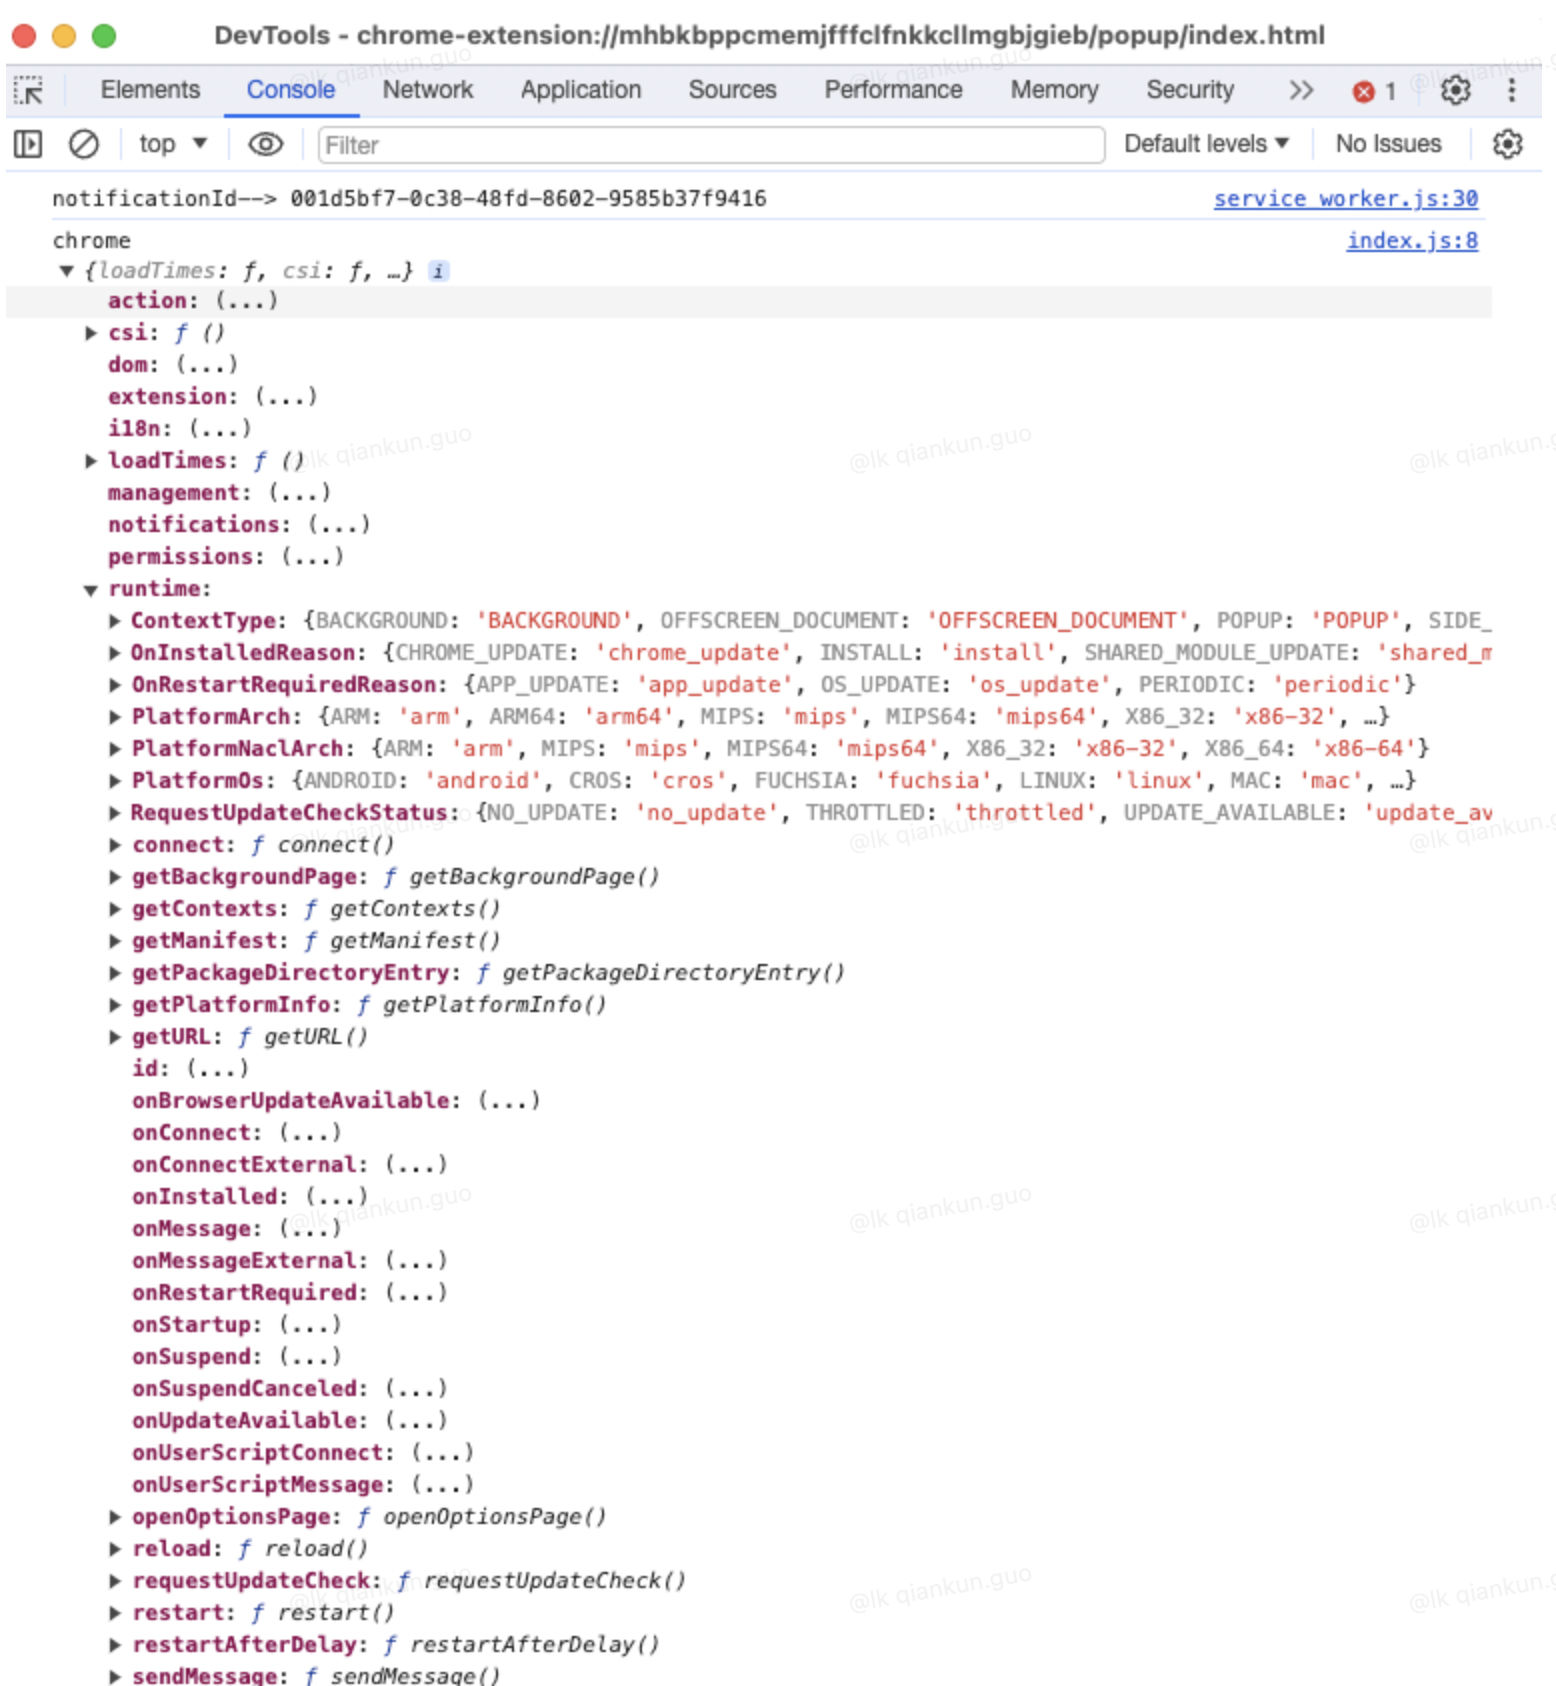 DevTools - chrome-extension://mhbkbppcmemjfffclfnkkcllmgbjgieb/popup/index.html
Elements Console Network Application Sources Performance Memory Security >> 1
top ▼ Filter Default levels ▼ No Issues
notificationId--> 001d5bf7-0c38-48fd-8602-9585b37f9416 service_worker.js:30
chrome index.js:8
▼ {loadTimes: ƒ, csi: ƒ, …} i
action: (...)
▶ csi: ƒ ()
dom: (...)
extension: (...)
i18n: (...)
▶ loadTimes: ƒ ()
management: (...)
notifications: (...)
permissions: (...)
▼ runtime:
▶ ContextType: {BACKGROUND: 'BACKGROUND', OFFSCREEN_DOCUMENT: 'OFFSCREEN_DOCUMENT', POPUP: 'POPUP', SIDE_
▶ OnInstalledReason: {CHROME_UPDATE: 'chrome_update', INSTALL: 'install', SHARED_MODULE_UPDATE: 'shared_m
▶ OnRestartRequiredReason: {APP_UPDATE: 'app_update', OS_UPDATE: 'os_update', PERIODIC: 'periodic'}
▶ PlatformArch: {ARM: 'arm', ARM64: 'arm64', MIPS: 'mips', MIPS64: 'mips64', X86_32: 'x86-32', …}
▶ PlatformNaclArch: {ARM: 'arm', MIPS: 'mips', MIPS64: 'mips64', X86_32: 'x86-32', X86_64: 'x86-64'}
▶ PlatformOs: {ANDROID: 'android', CROS: 'cros', FUCHSIA: 'fuchsia', LINUX: 'linux', MAC: 'mac', …}
▶ RequestUpdateCheckStatus: {NO_UPDATE: 'no_update', THROTTLED: 'throttled', UPDATE_AVAILABLE: 'update_av
▶ connect: ƒ connect()
▶ getBackgroundPage: ƒ getBackgroundPage()
▶ getContexts: ƒ getContexts()
▶ getManifest: ƒ getManifest()
▶ getPackageDirectoryEntry: ƒ getPackageDirectoryEntry()
▶ getPlatformInfo: ƒ getPlatformInfo()
▶ getURL: ƒ getURL()
id: (...)
onBrowserUpdateAvailable: (...)
onConnect: (...)
onConnectExternal: (...)
onInstalled: (...)
onMessage: (...)
onMessageExternal: (...)
onRestartRequired: (...)
onStartup: (...)
onSuspend: (...)
onSuspendCanceled: (...)
onUpdateAvailable: (...)
onUserScriptConnect: (...)
onUserScriptMessage: (...)
▶ openOptionsPage: ƒ openOptionsPage()
▶ reload: ƒ reload()
▶ requestUpdateCheck: ƒ requestUpdateCheck()
▶ restart: ƒ restart()
▶ restartAfterDelay: ƒ restartAfterDelay()
▶ sendMessage: ƒ sendMessage()
@lk qiankun.guo